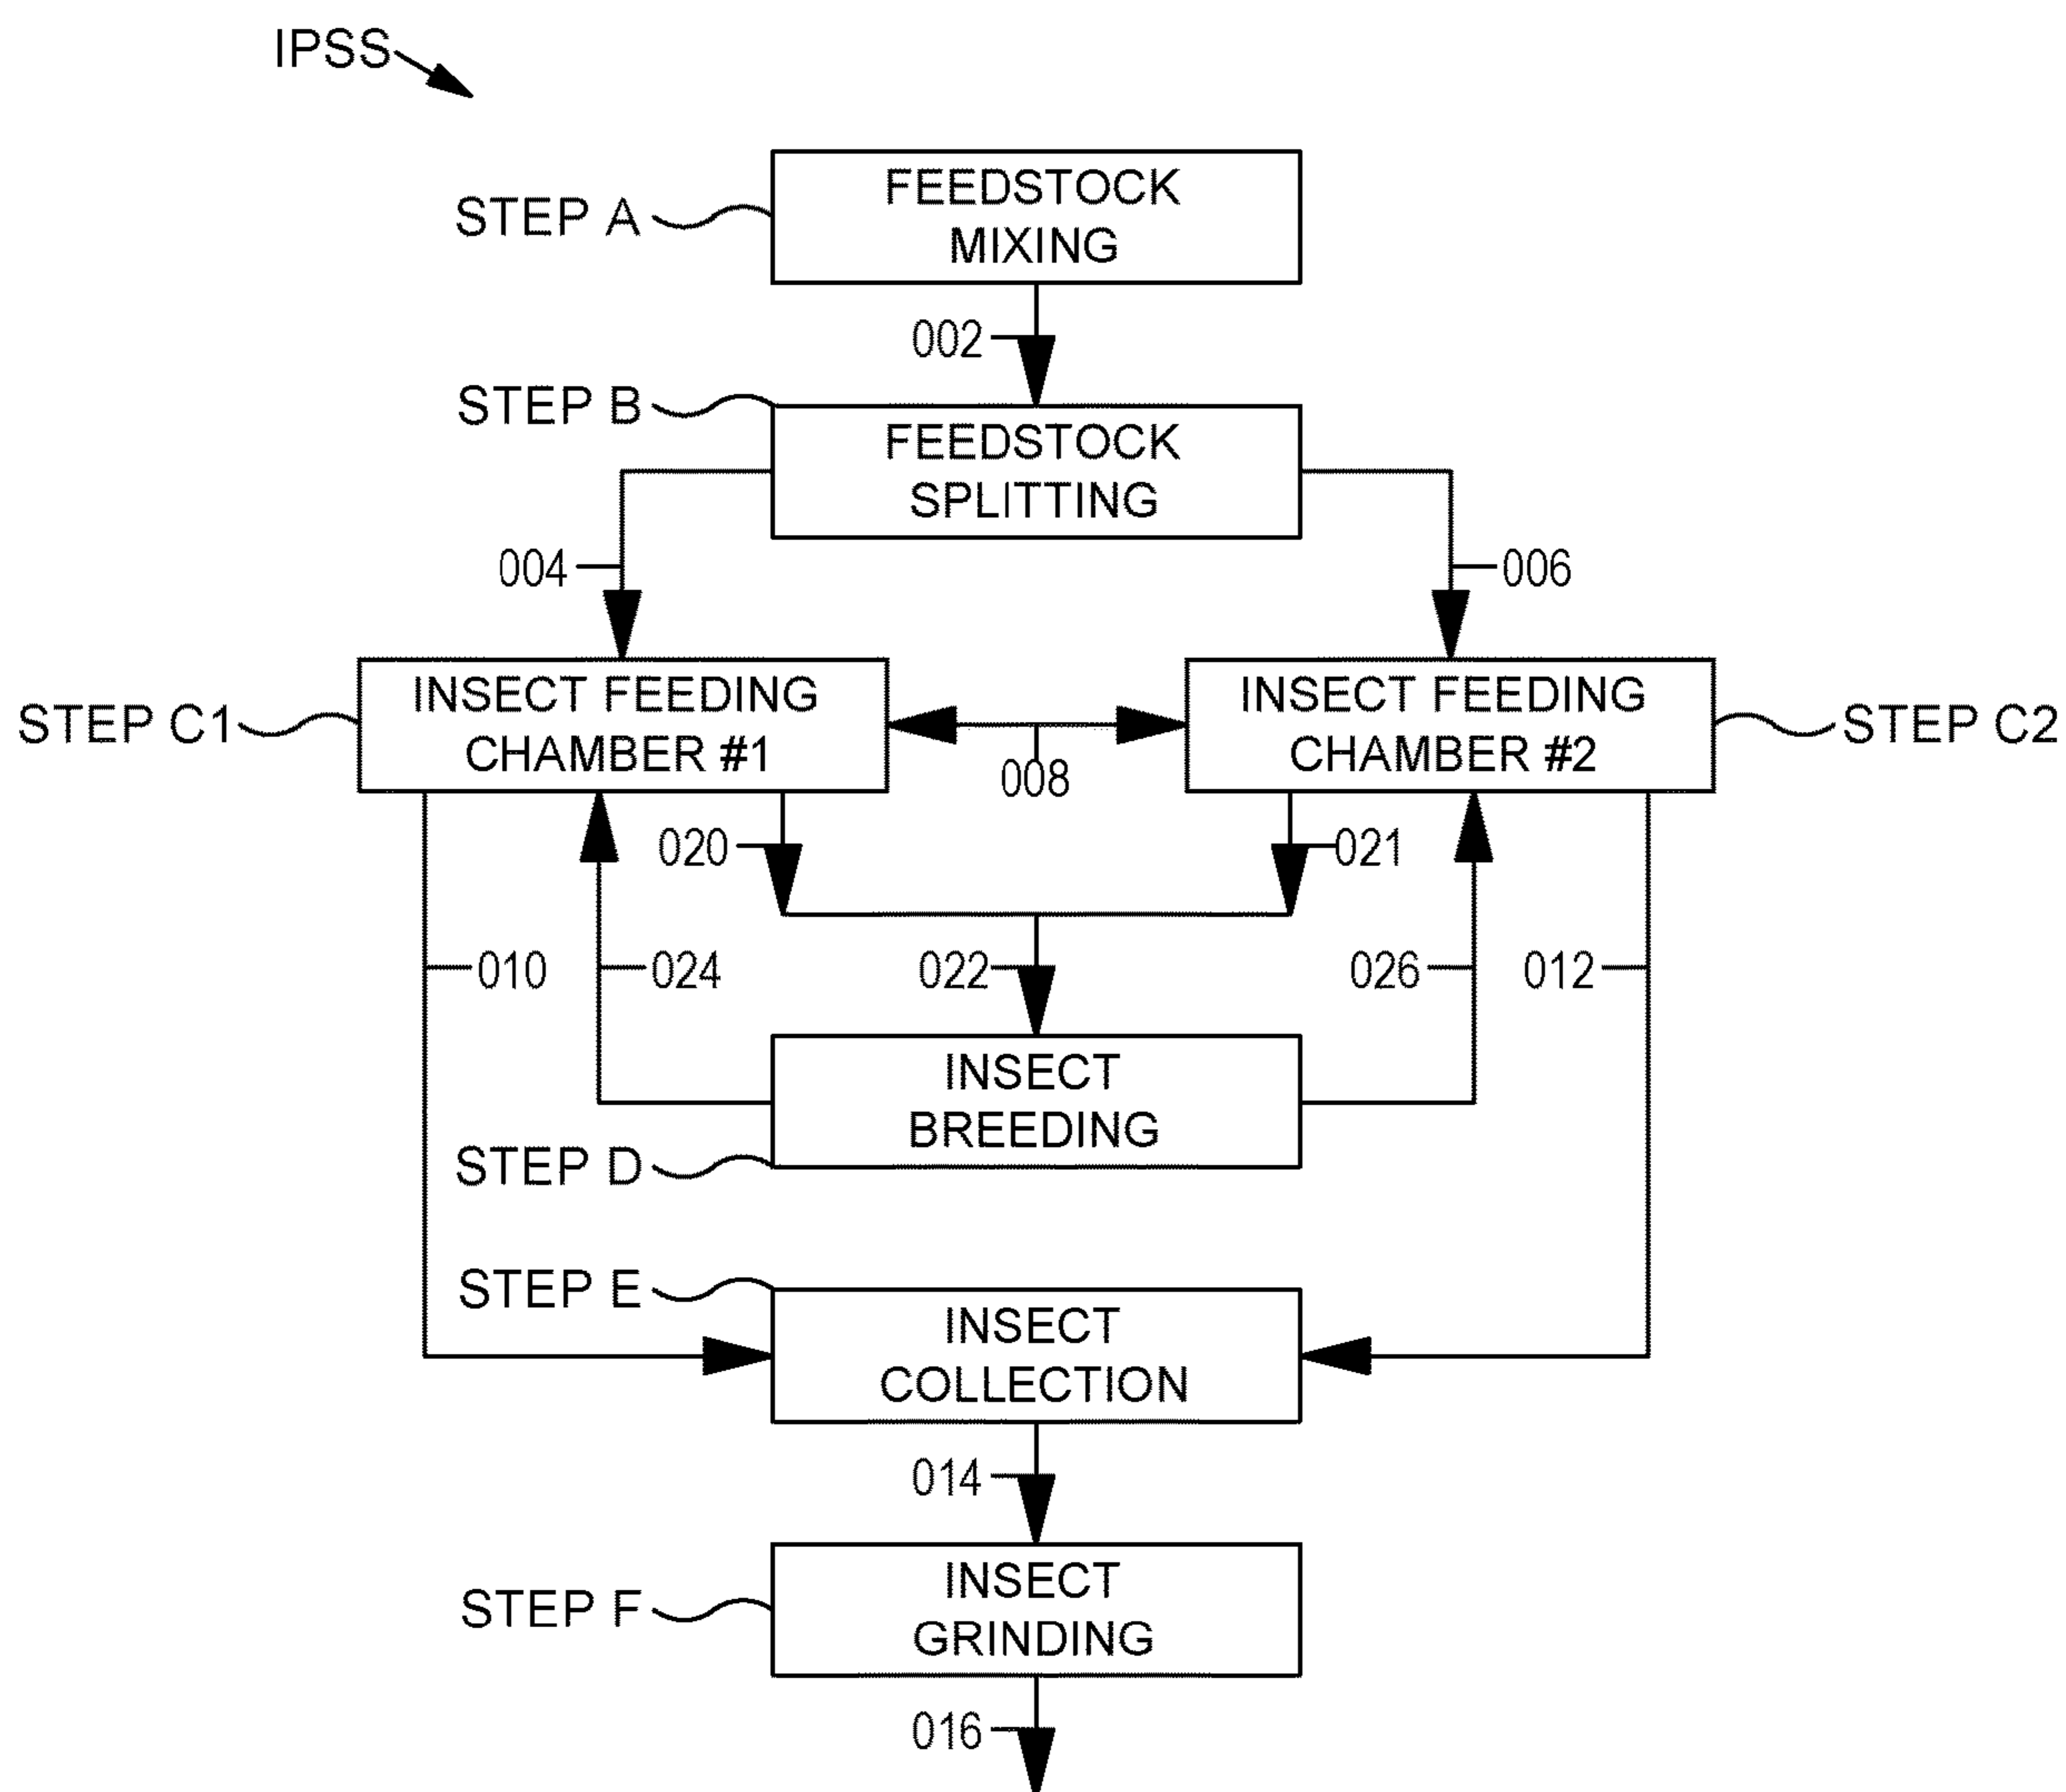 IPSS
FEEDSTOCK
MIXING
STEP A
002
STEP B
FEEDSTOCK
SPLITTING
004
006
INSECT FEEDING
CHAMBER #1
INSECT FEEDING
CHAMBER #2
STEP C1
STEP C2
008
020
021
010
024
022
026
012
INSECT
BREEDING
STEP D
STEP E
INSECT
COLLECTION
014
INSECT
GRINDING
STEP F
016